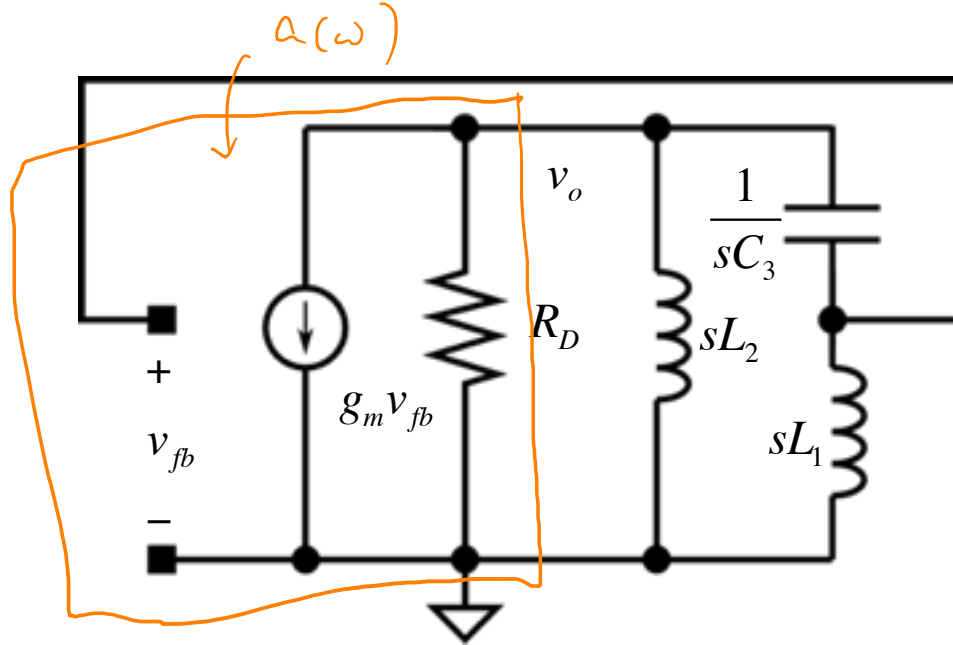 a(ω)
v_o
1
sC_3
+
R_D
sL_2
g_m v_fb
v_fb
sL_1
−